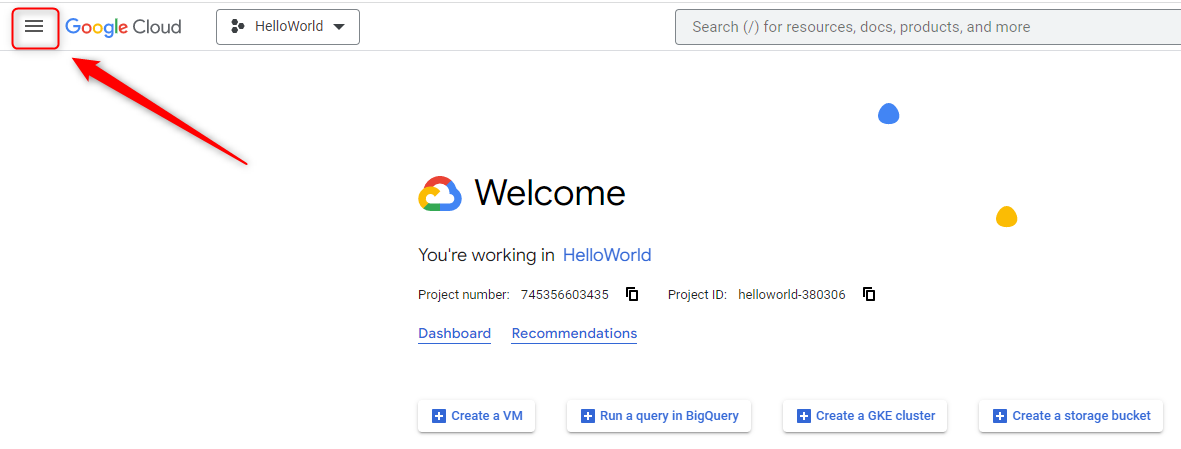 Google Cloud HelloWorld Search (/) for resources, docs, products, and more
Welcome
You're working in HelloWorld
Project number: 745356603435 Project ID: helloworld-380306
Dashboard Recommendations
Create a VM Run a query in BigQuery Create a GKE cluster Create a storage bucket